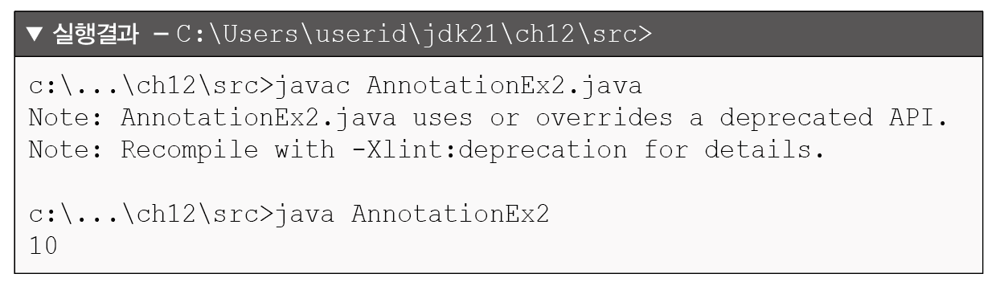 ▼ 실행결과 - C:\Users\userid\jdk21\ch12\src>
c:\...\ch12\src>javac AnnotationEx2.java
Note: AnnotationEx2.java uses or overrides a deprecated API.
Note: Recompile with -Xlint:deprecation for details.
c:\...\ch12\src>java AnnotationEx2
10